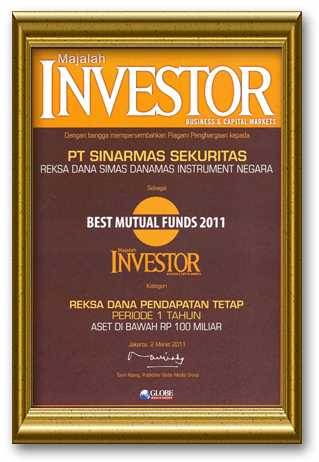 Majalah
INVESTOR
BUSINESS & CAPITAL MARKETS
Dengan bangga mempersembahkan Piagam Penghargaan kepada
PT SINARMAS SEKURITAS
REKSA DANA SIMAS DANAMAS INSTRUMENT NEGARA
Sebagai
BEST MUTUAL FUNDS 2011
Majalah
INVESTOR
BUSINESS & CAPITAL MARKETS
Kategori
REKSA DANA PENDAPATAN TETAP
PERIODE 1 TAHUN
ASET DI BAWAH RP 100 MILIAR
Jakarta, 2 Maret 2011
Publisher Globe Media Group
GLOBE
MEDIA GROUP